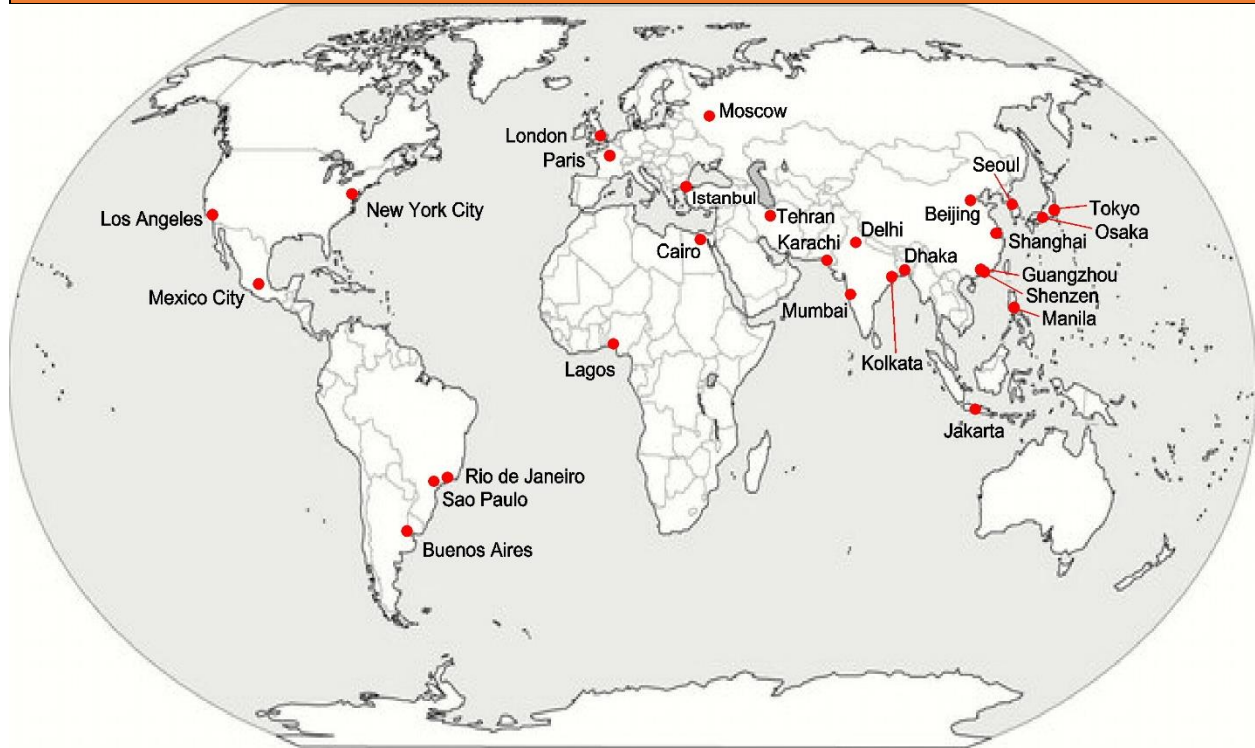 Moscow
London
Paris
Seoul
Istanbul
New York City
Los Angeles
Beijing
Tokyo
Tehran
Delhi
Osaka
Shanghai
Cairo
Karachi
Dhaka
Guangzhou
Mexico City
Shenzen
Mumbai
Manila
Kolkata
Lagos
Jakarta
Rio de Janeiro
Sao Paulo
Buenos Aires